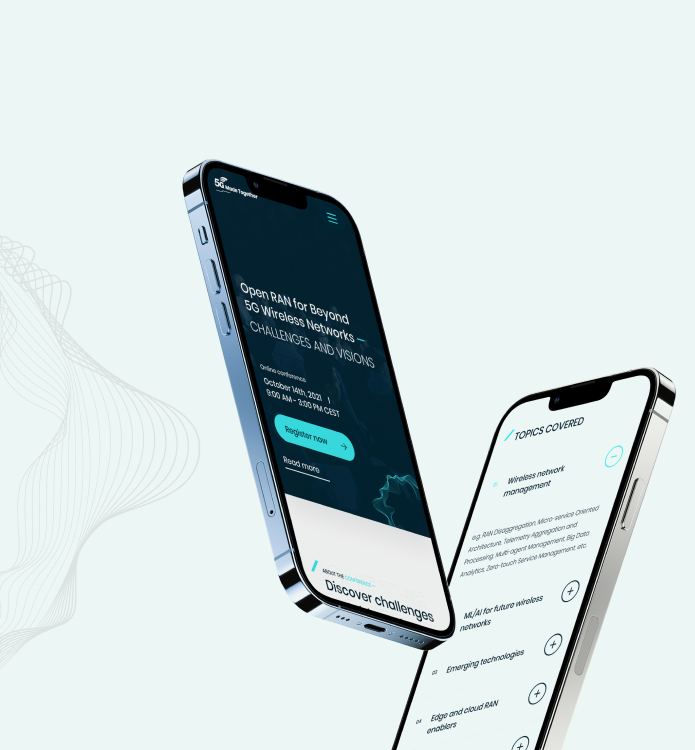 5G Made Together
Open RAN for Beyond
5G Wireless Networks –
CHALLENGES AND VISIONS
Online conference
October 14th, 2021 |
9:00 AM - 3:00 PM CEST
Register now →
Read more
ABOUT THE CONFERENCE
Discover challenges
TOPICS COVERED
Wireless network
management
e.g. RAN Disaggregation, Micro-service Oriented
Architecture, Telemetry Aggregation and
Processing, Multi-agent Management, Big Data
Analytics, Zero-touch Service Management, etc.
ML/AI for future wireless
networks
03 Emerging technologies
04 Edge and cloud RAN
enablers